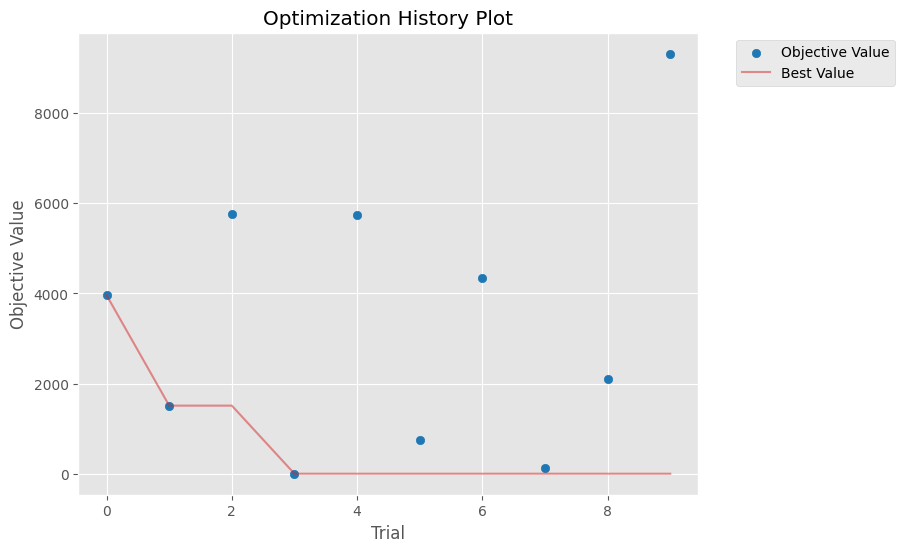 Optimization History Plot
Objective Value
Best Value
Objective Value
8000
6000
4000
2000
0
0 2 4 6 8
Trial